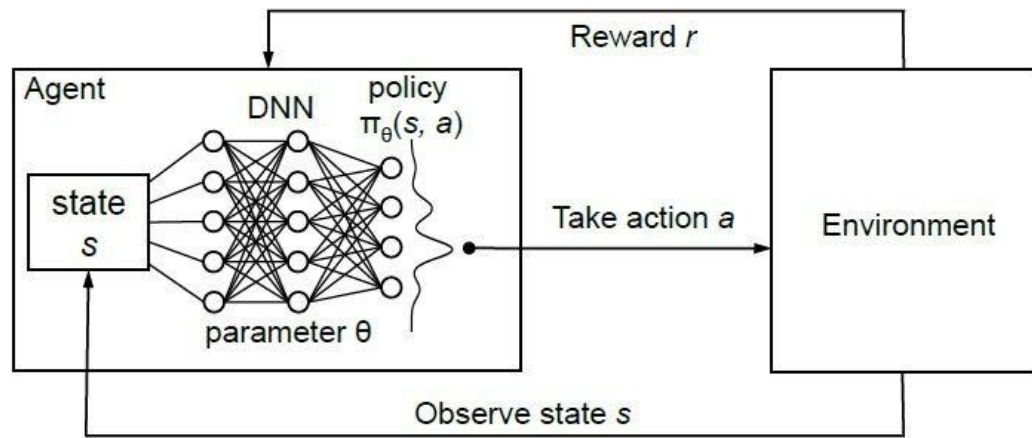 Reward r
Agent
policy
DNN
πθ(s, a)
state
s
Take action a
Environment
parameter θ
Observe state s